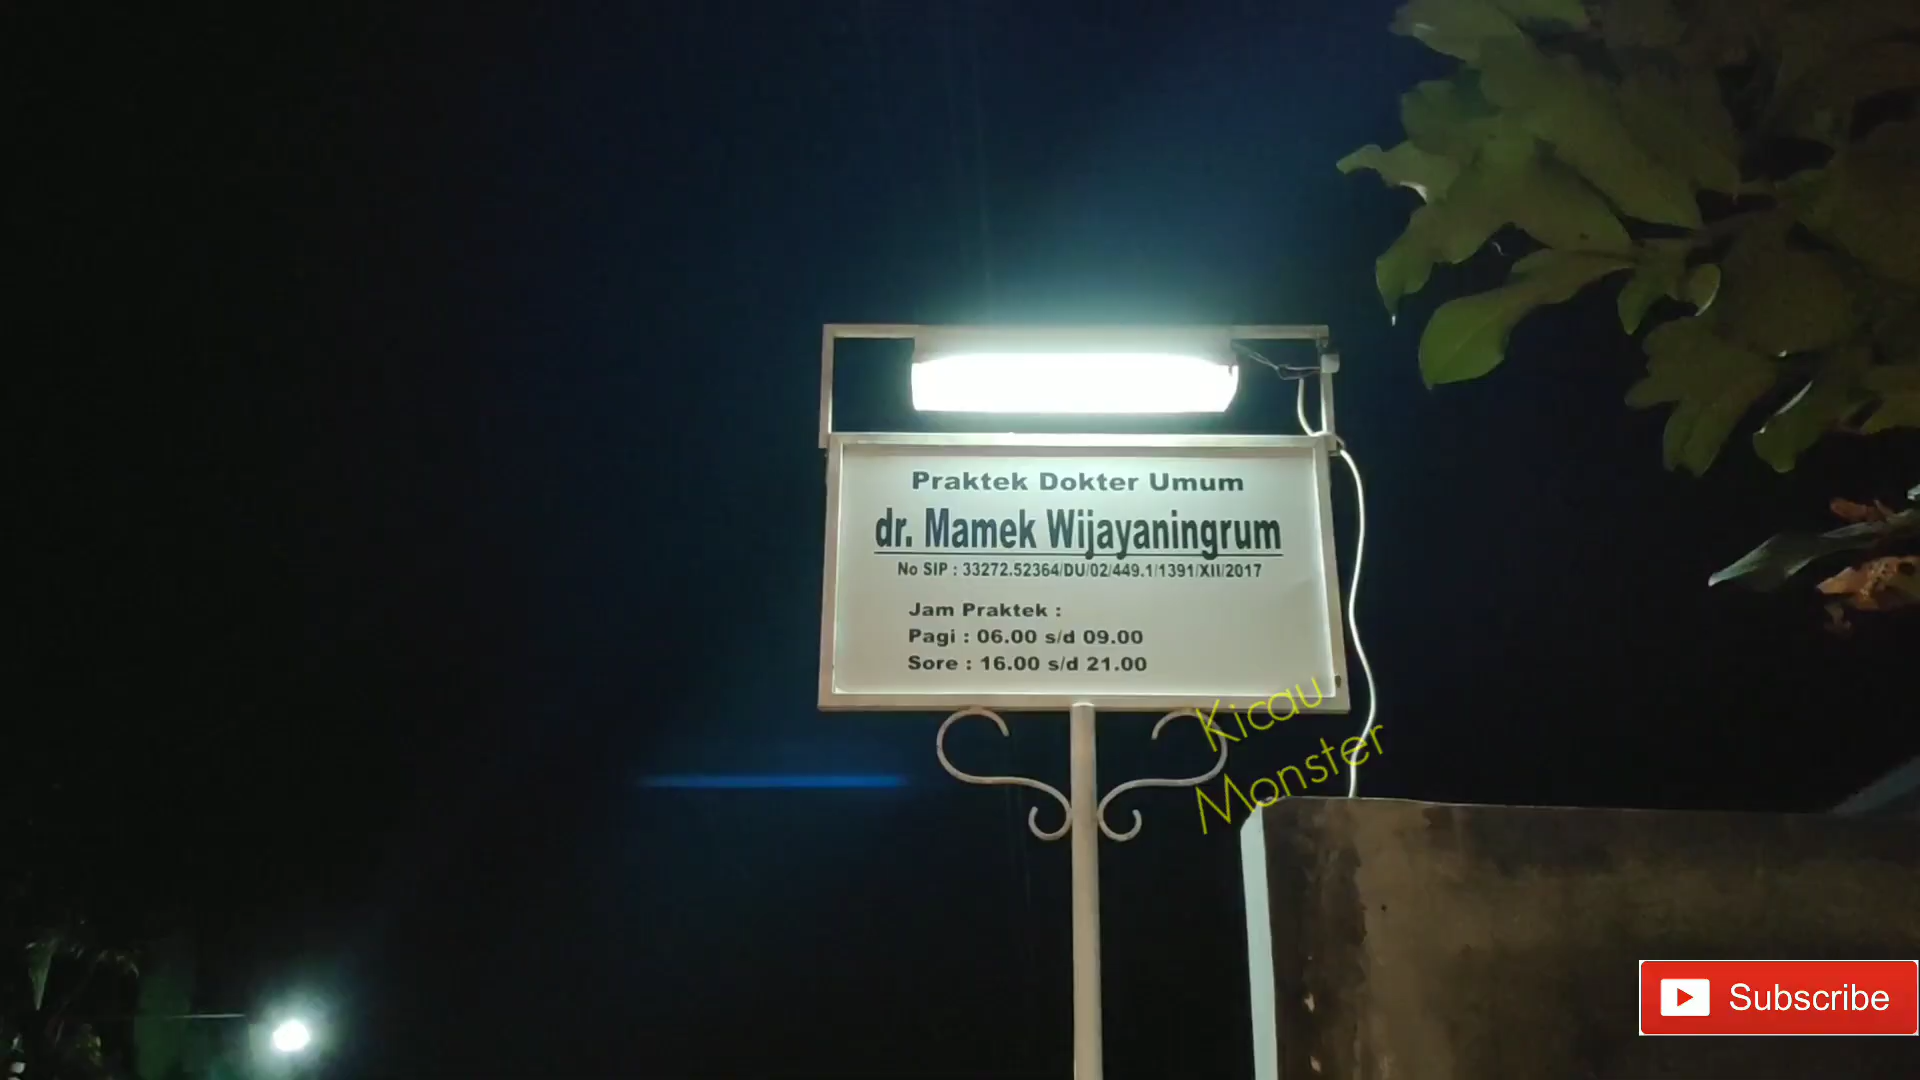 Praktek Dokter Umum
dr. Mamek Wijayaningrum
No SIP : 33272.52364/DU/02/449.1/1391/XII/2017
Jam Praktek :
Pagi : 06.00 s/d 09.00
Sore : 16.00 s/d 21.00
Kicau
Monster
Subscribe